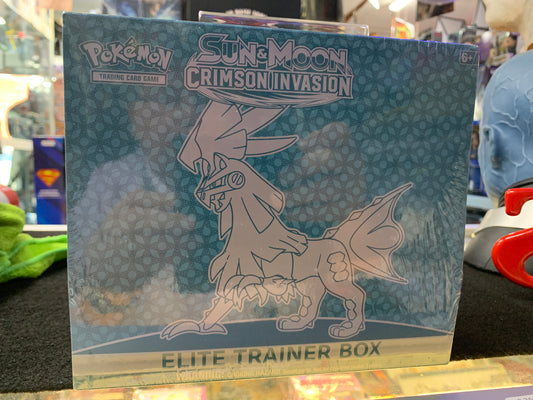 Pokémon
TRADING CARD GAME
SUN & MOON
CRIMSON INVASION
6+
ELITE TRAINER BOX